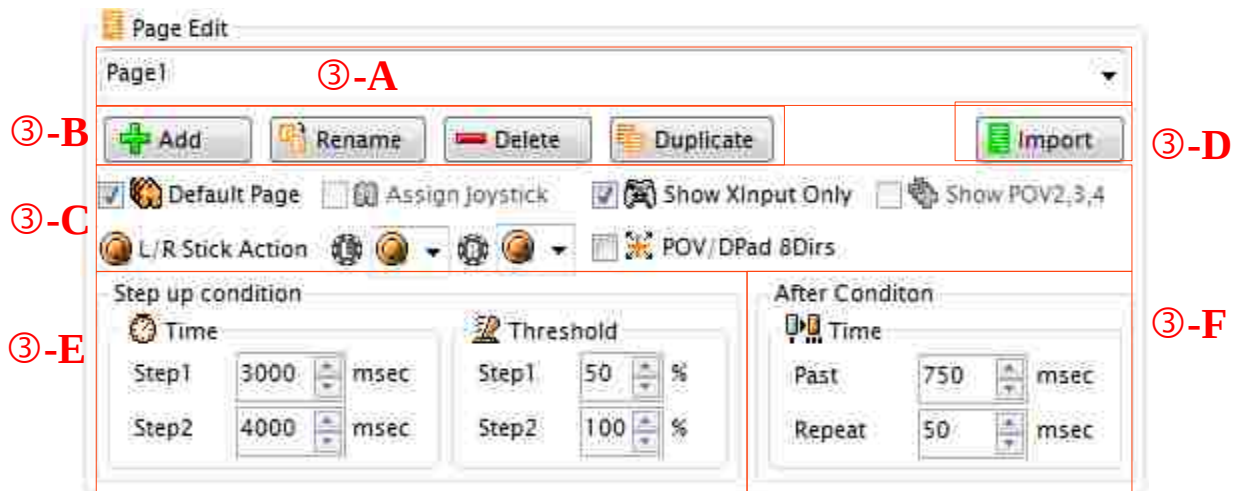 Page Edit
Page1 ③-A
③-B Add Rename Delete Duplicate Import ③-D
Default Page Assign Joystick Show XInput Only Show POV2,3,4
③-C
L/R Stick Action POV/DPad 8Dirs
Step up condition After Conditon
Time Threshold Time
③-E ③-F
Step1 3000 msec Step1 50 % Past 750 msec
Step2 4000 msec Step2 100 % Repeat 50 msec